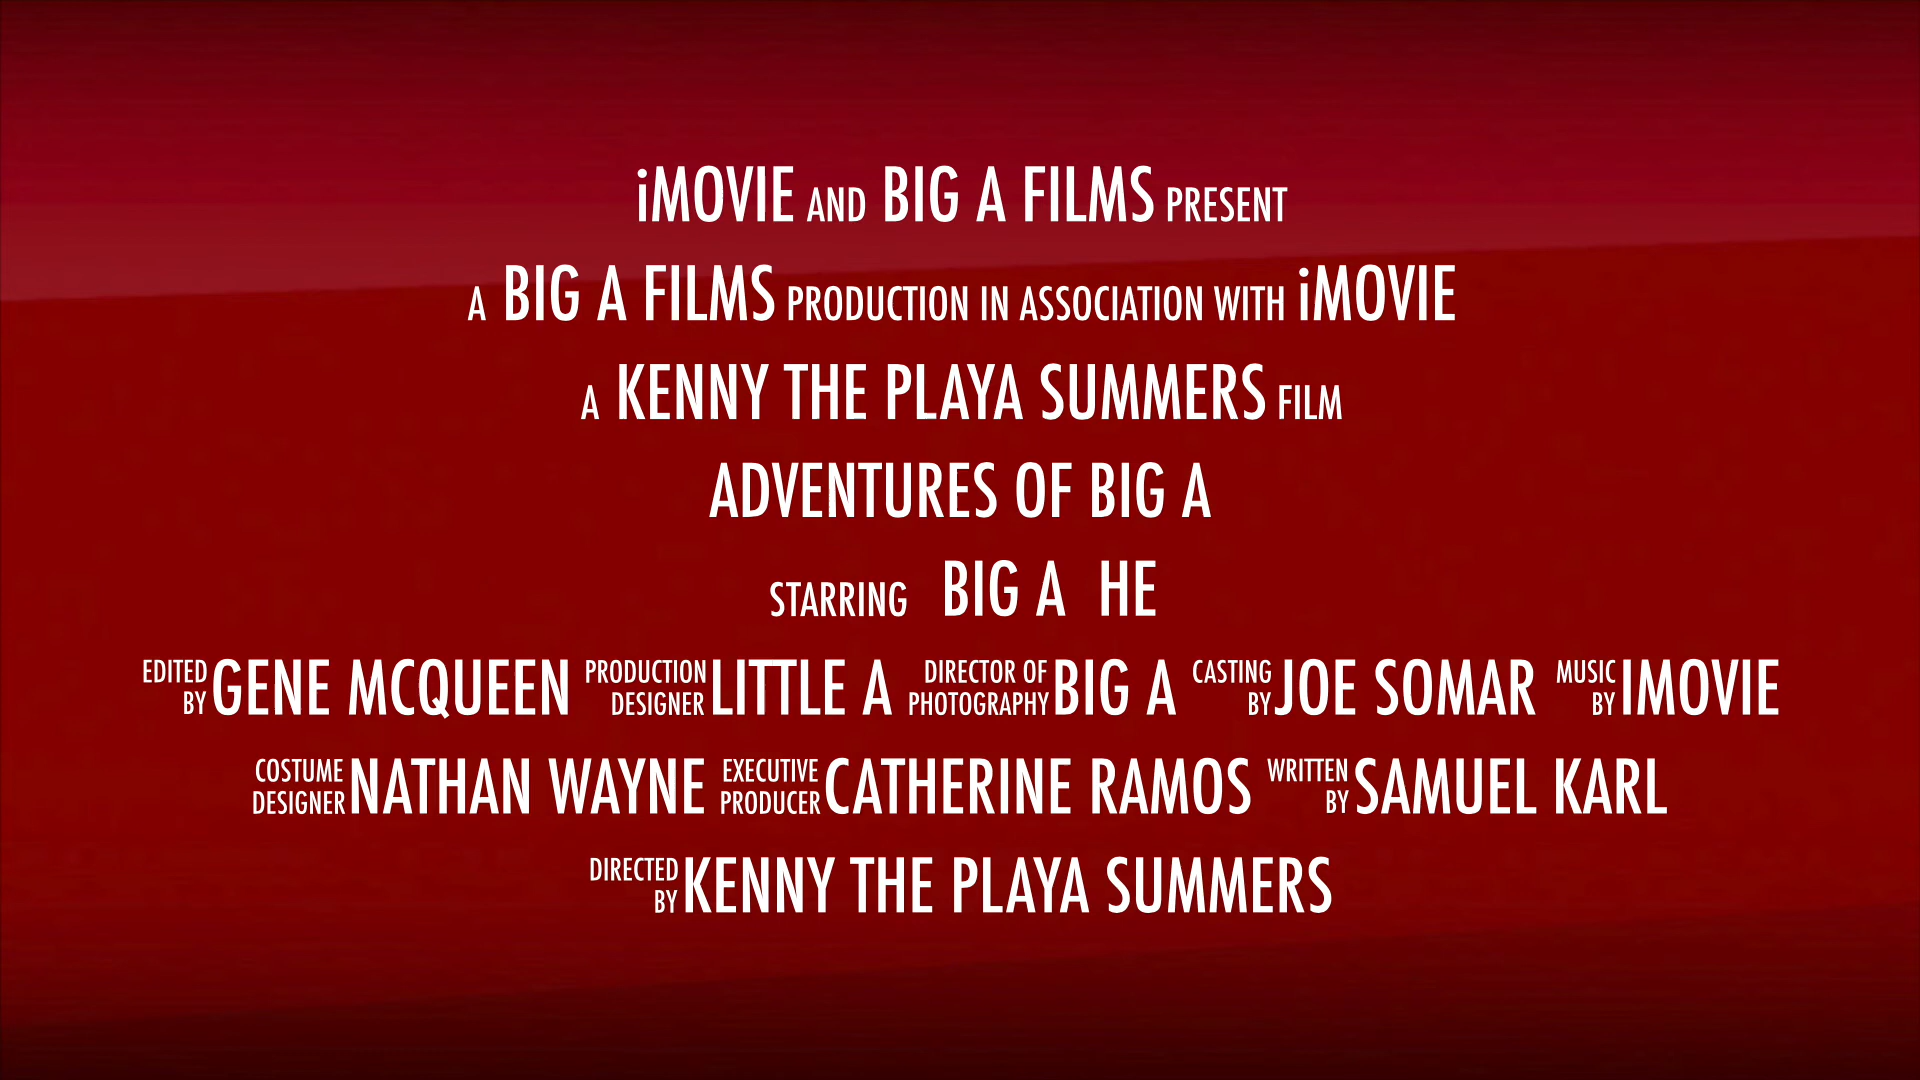 iMOVIE AND BIG A FILMS PRESENT
A BIG A FILMS PRODUCTION IN ASSOCIATION WITH iMOVIE
A KENNY THE PLAYA SUMMERS FILM
ADVENTURES OF BIG A
STARRING BIG A HE
EDITED BY GENE MCQUEEN PRODUCTION DESIGNER LITTLE A DIRECTOR OF PHOTOGRAPHY BIG A CASTING BY JOE SOMAR MUSIC BY IMOVIE
COSTUME DESIGNER NATHAN WAYNE EXECUTIVE PRODUCER CATHERINE RAMOS WRITTEN BY SAMUEL KARL
DIRECTED BY KENNY THE PLAYA SUMMERS